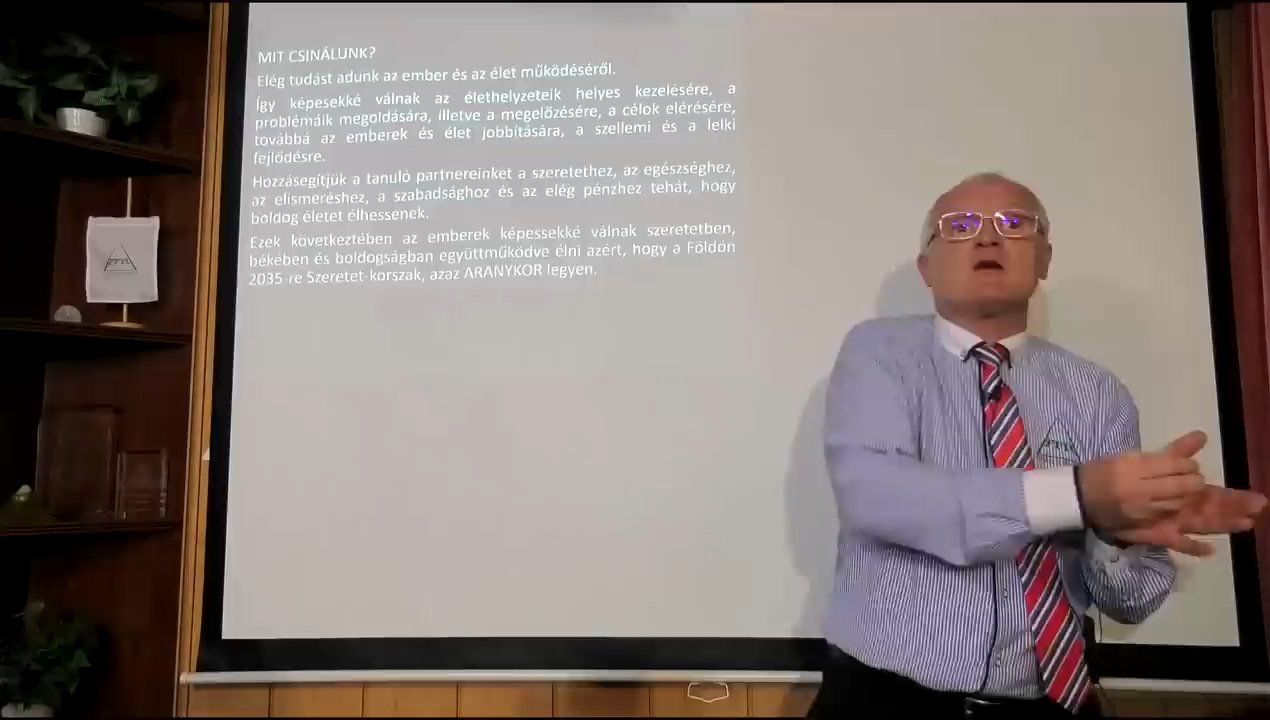 MIT CSINÁLUNK?
Elég tudást adunk az ember és az élet működéséről.
Így képesekké válnak az élethelyzeteik helyes kezelésére, a
problémáik megoldására, illetve a megelőzésére, a célok elérésére,
továbbá az emberek és élet jobbítására, a szellemi és a lelki
fejlődésre.
Hozzásegítjük a tanuló partnereinket a szeretethez, az egészséghez,
az elismeréshez, a szabadsághoz és az elég pénzhez tehát, hogy
boldog életet élhessenek.
Ezek következtében az emberek képessekké válnak szeretetben,
békében és boldogságban együttműködve élni azért, hogy a Földön
2035-re Szeretet-korszak, azaz ARANYKOR legyen.